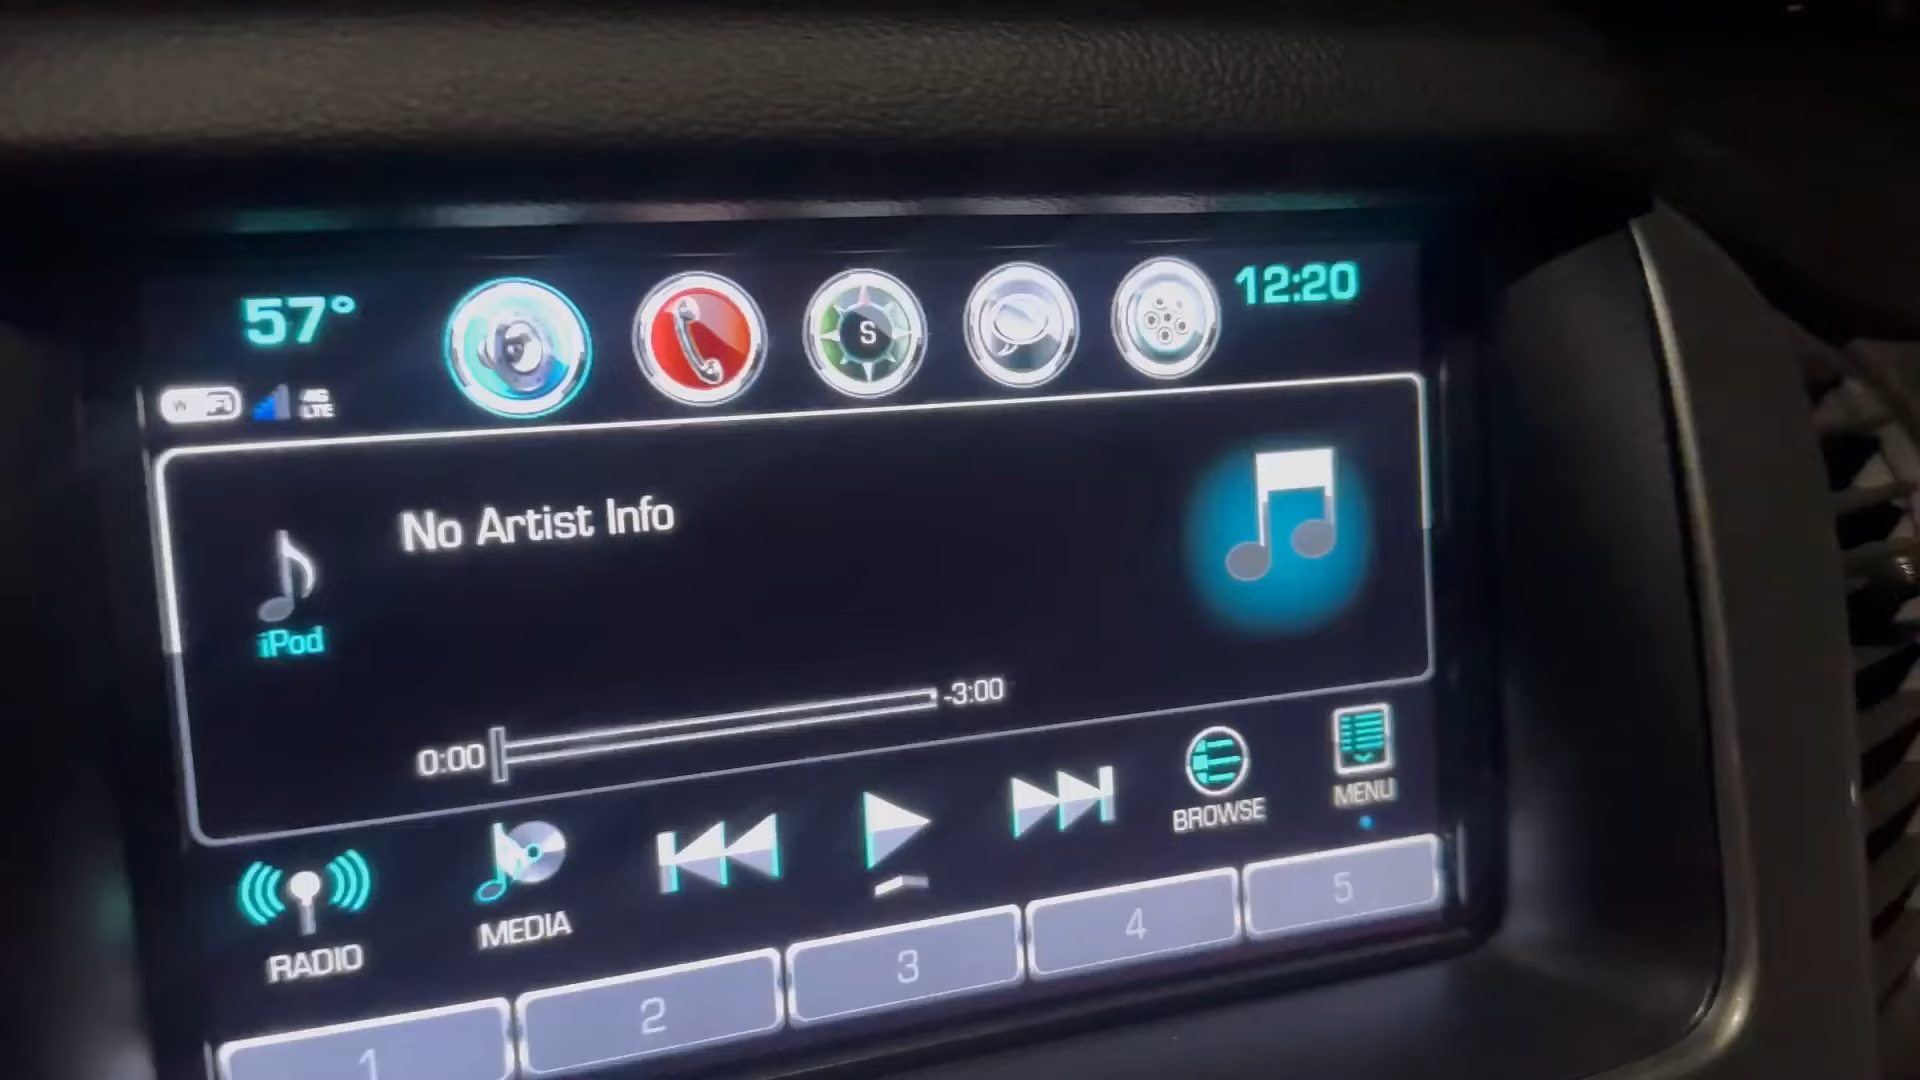 57°
S
12:20
WiFi
4G
LTE
No Artist Info
iPod
0:00
-3:00
RADIO
MEDIA
BROWSE
MENU
1
2
3
4
5